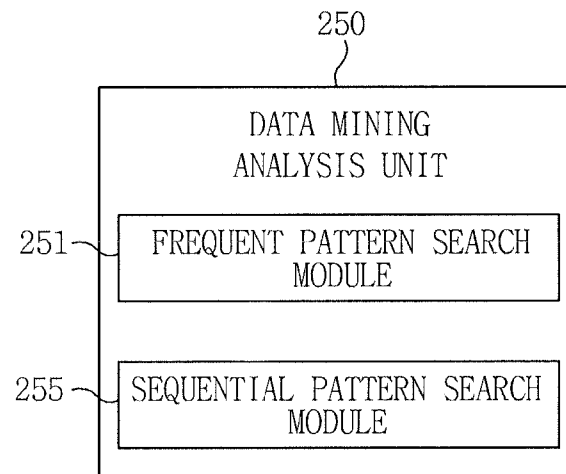 250
DATA MINING
ANALYSIS UNIT
251
FREQUENT PATTERN SEARCH
MODULE
255
SEQUENTIAL PATTERN SEARCH
MODULE